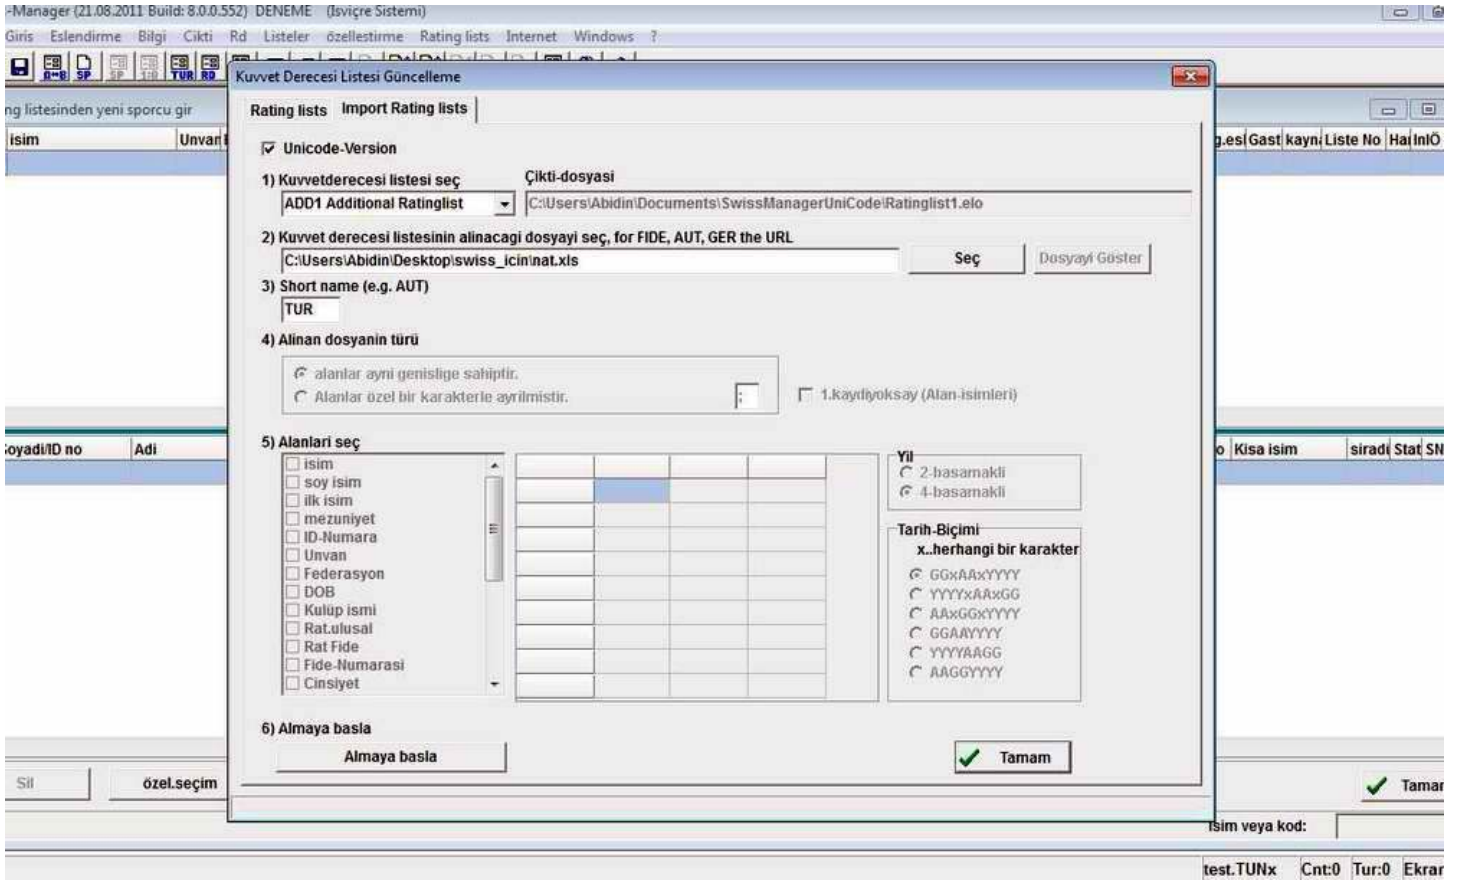 -Manager (21.08.2011 Build: 8.0.0.552) DENEME (Isviçre Sistemi)
Giris Eslendirme Bilgi Cikti Rd Listeler özellestirme Rating lists Internet Windows ?
A↔B SP SP TUR RD
Kuvvet Derecesi Listesi Güncelleme
ng listesinden yeni sporcu gir
Rating lists Import Rating lists
isim Unvan
g.esl Gast kayn Liste No Har InlÖ
Unicode-Version
1) Kuvvetderecesi listesi seç Çikti-dosyasi
ADD1 Additional Ratinglist C:\Users\Abidin\Documents\SwissManagerUniCode\Ratinglist1.elo
2) Kuvvet derecesi listesinin alinacagi dosyayi seç, for FIDE, AUT, GER the URL
C:\Users\Abidin\Desktop\swiss_icin\nat.xls Seç Dosyayi Göster
3) Short name (e.g. AUT)
TUR
4) Alinan dosyanin türü
alanlar ayni genislige sahiptir.
Alanlar özel bir karakterle ayrilmistir. ; 1.kaydiyoksay (Alan-isimleri)
5) Alanlari seç
isim
soy isim
ilk isim
mezuniyet
ID-Numara
Unvan
Federasyon
DOB
Kulüp ismi
Rat.ulusal
Rat Fide
Fide-Numarasi
Cinsiyet
Yil
2-basamakli
4-basamakli
Tarih-Biçimi
x..herhangi bir karakter
GGxAAxYYYY
YYYYxAAxGG
AAxGGxYYYY
GGAAYYYY
YYYYAAGG
AAGGYYYY
6) Almaya basla
Almaya basla Tamam
Soyadi/ID no Adi
o Kisa isim siradi Stat SN
Sil özel.seçim
Tamam
isim veya kod:
test.TUNx Cnt:0 Tur:0 Ekran